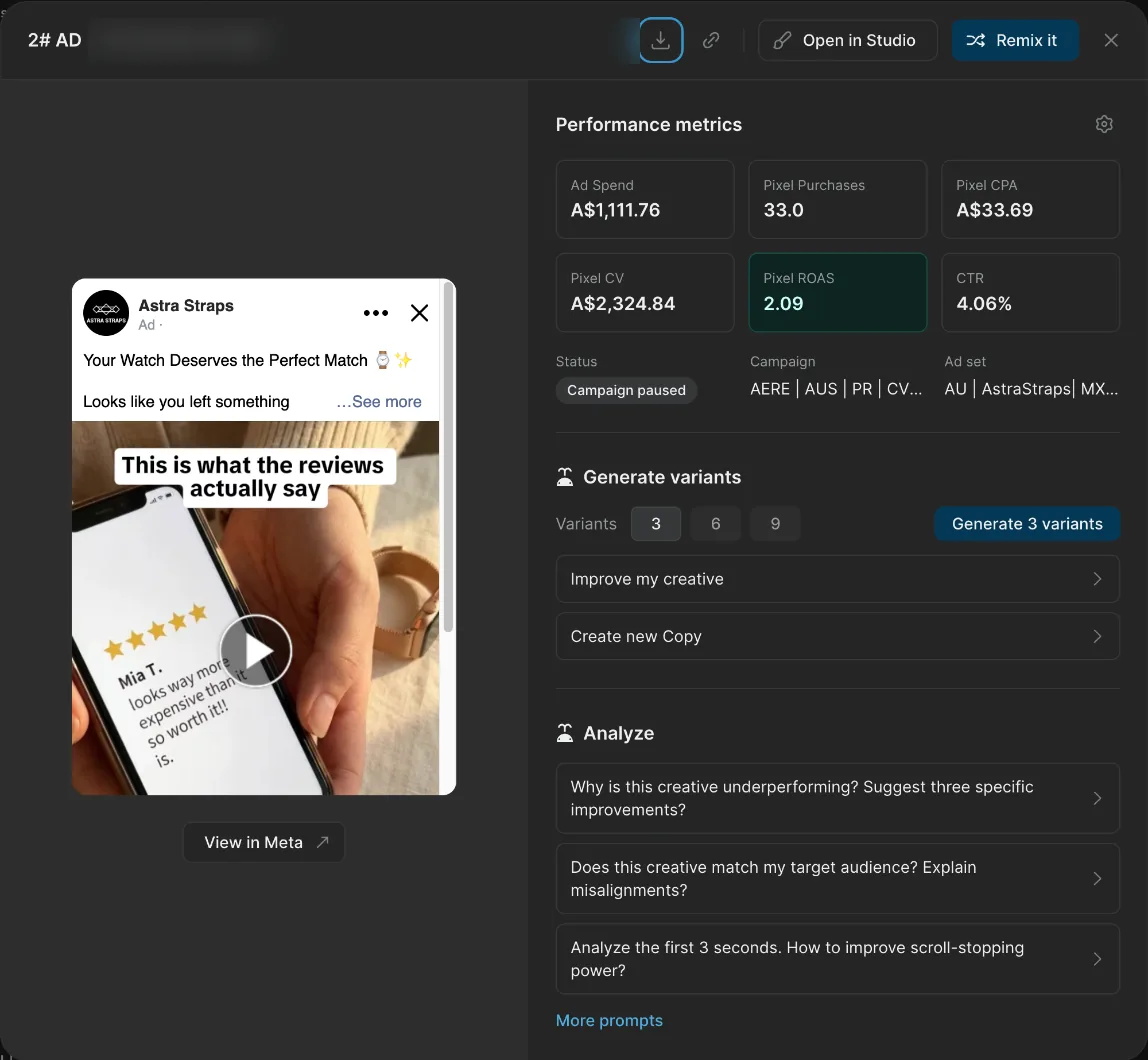 2# AD
Open in Studio
Remix it
Astra Straps
Ad ·
ASTRA STRAPS
Your Watch Deserves the Perfect Match ⌚✨
Looks like you left something
...See more
This is what the reviews
actually say
Mia T.
looks way more
expensive than it
so worth it!!
is.
View in Meta
Performance metrics
Ad Spend
A$1,111.76
Pixel Purchases
33.0
Pixel CPA
A$33.69
Pixel CV
A$2,324.84
Pixel ROAS
2.09
CTR
4.06%
Status
Campaign paused
Campaign
AERE | AUS | PR | CV...
Ad set
AU | AstraStraps| MX...
Generate variants
Variants
3
6
9
Generate 3 variants
Improve my creative
Create new Copy
Analyze
Why is this creative underperforming? Suggest three specific
improvements?
Does this creative match my target audience? Explain
misalignments?
Analyze the first 3 seconds. How to improve scroll-stopping
power?
More prompts